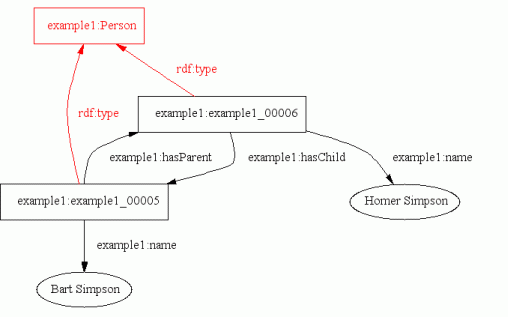 example1:Person
rdf:type
rdf:type
example1:example1_00006
example1:hasParent
example1:hasChild
example1:name
example1:example1_00005
Homer Simpson
example1:name
Bart Simpson